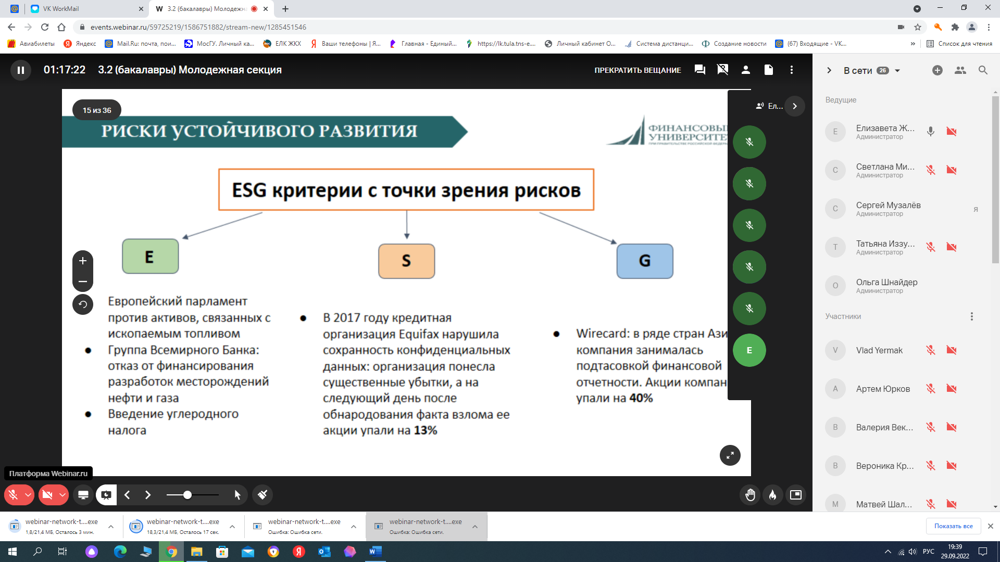 VK WorkMail
3.2 (бакалавры) Молодежна
events.webinar.ru/59725219/1586751882/stream-new/1285451546
Авиабилеты
Яндекс
Mail.Ru: почта, пои...
МосГУ. Личный ка...
ЕЛК ЖКХ
Ваши телефоны | Я...
Главная - Единый...
https://lk.tula.tns-e....
Личный кабинет О...
Система дистанци...
Создание новости
(67) Входящие - VK...
»
Список для чтения
01:17:22
3.2 (бакалавры) Молодежная секция
ПРЕКРАТИТЬ ВЕЩАНИЕ
15 из 36
РИСКИ УСТОЙЧИВОГО РАЗВИТИЯ
ФИНАНСОВЫ
УНИВЕРСИТЕ
ПРИ ПРАВИТЕЛЬСТВЕ РОССИЙСКОЙ ФЕДЕРА
ESG критерии с точки зрения рисков
E
S
G
Европейский парламент
против активов, связанных с
ископаемым топливом
● Группа Всемирного Банка:
отказ от финансирования
разработок месторождений
нефти и газа
● Введение углеродного
налога
● В 2017 году кредитная
организация Equifax нарушила
сохранность конфиденциальных
данных: организация понесла
существенные убытки, а на
следующий день после
обнародования факта взлома ее
акции упали на 13%
● Wirecard: в ряде стран Ази
компания занималась
подтасовкой финансовой
отчетности. Акции компан
упали на 40%
Ел...
E
Платформа Webinar.ru
В сети 26
Ведущие
Е
Елизавета Ж...
Администратор
С
Светлана Ми...
Администратор
С
Сергей Музалёв
Администратор
я
Т
Татьяна Иззу...
Администратор
О
Ольга Шнайдер
Администратор
Участники
V
Vlad Yermak
А
Артем Юрков
В
Валерия Век...
В
Вероника Кр...
М
Матвей Шал...
webinar-network-t....exe
1,8/21,4 МБ, Осталось 3 мин.
webinar-network-t....exe
18,3/21,4 МБ, Осталось 17 сек.
webinar-network-t....exe
Ошибка: Ошибка сети.
webinar-network-t....exe
Ошибка: Ошибка сети.
Показать все
РУС
19:39
29.09.2022